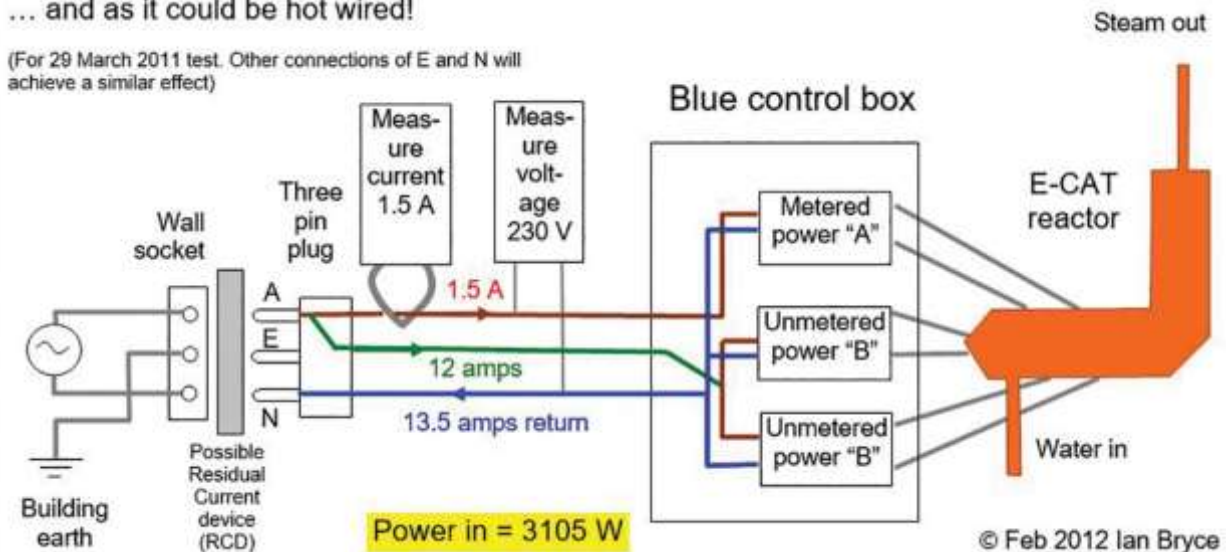 ... and as it could be hot wired!
(For 29 March 2011 test. Other connections of E and N will
achieve a similar effect)
Steam out
Blue control box
Meas-
ure
current
1.5 A
Meas-
ure
volt-
age
230 V
Three
pin
plug
Wall
socket
E-CAT
reactor
Metered
power "A"
A
1.5 A
E
Unmetered
power "B"
12 amps
N
13.5 amps return
Unmetered
power "B"
Water in
Possible
Residual
Current
device
(RCD)
Building
earth
Power in = 3105 W
© Feb 2012 Ian Bryce